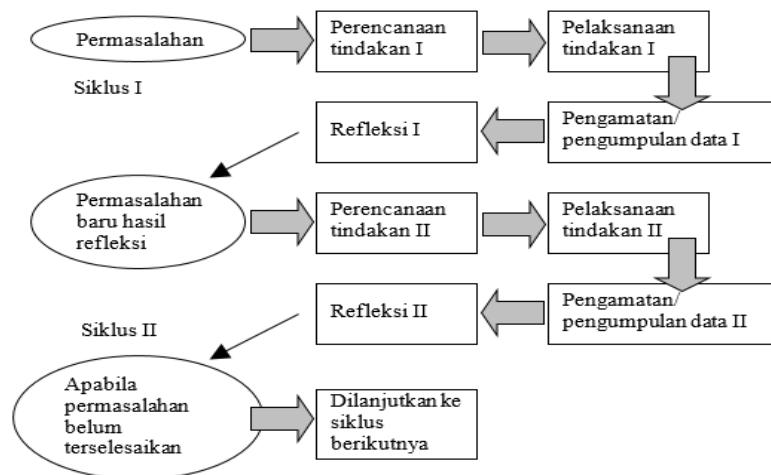 Permasalahan
Perencanaan
tindakan I
Pelaksanaan
tindakan I
Siklus I
Refleksi I
Pengamatan/
pengumpulan data I
Permasalahan
baru hasil
refleksi
Perencanaan
tindakan II
Pelaksanaan
tindakan II
Siklus II
Refleksi II
Pengamatan/
pengumpulan data II
Apabila
permasalahan
belum
terselesaikan
Dilanjutkan ke
siklus
berikutnya